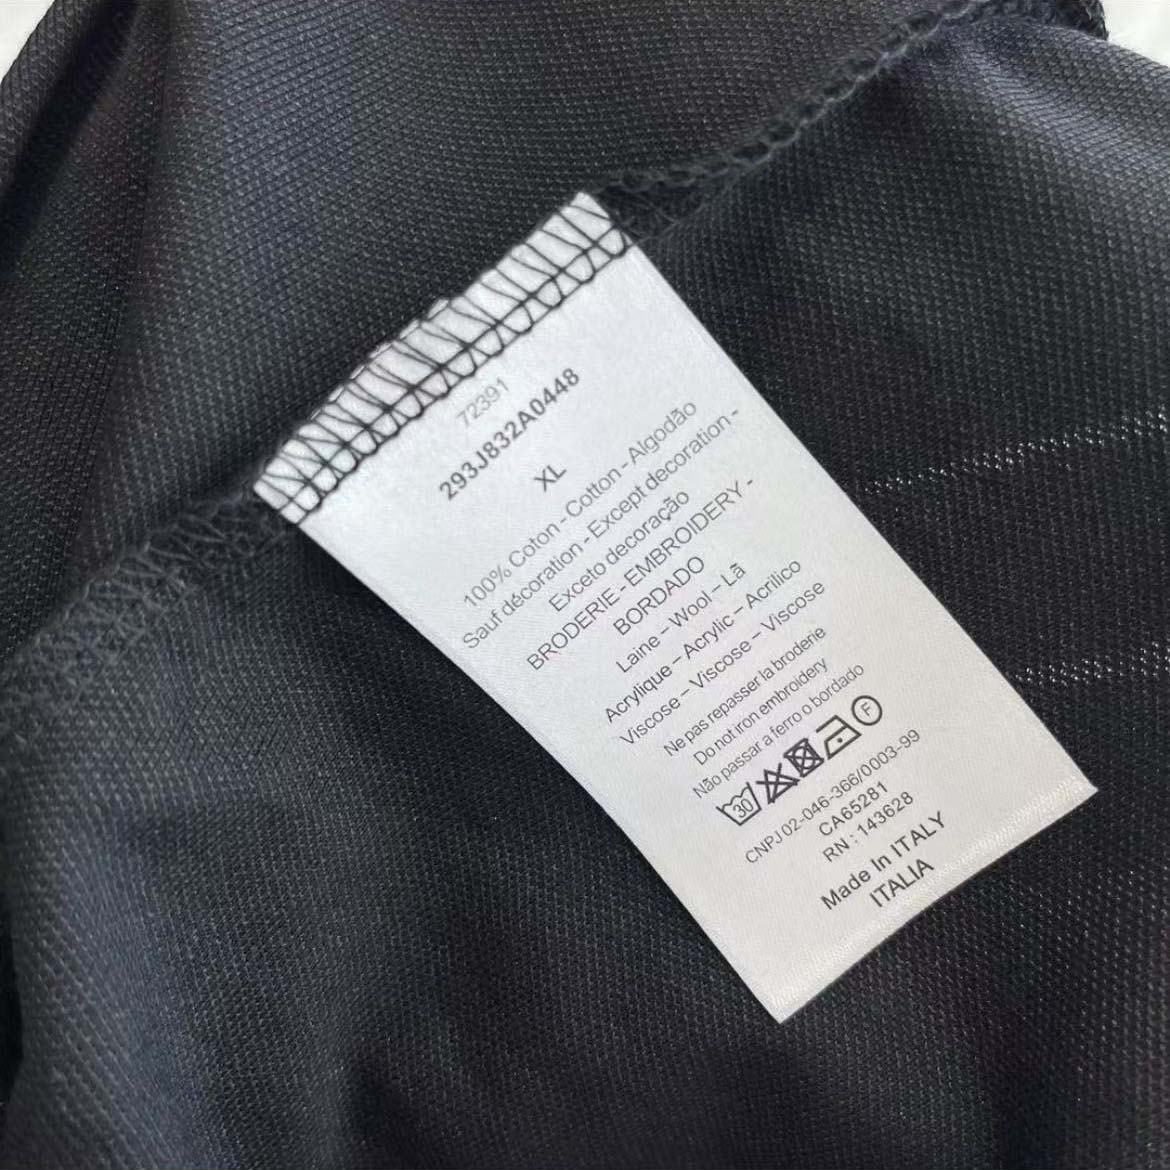 72391
293J832A0448
XL
100% Coton - Cotton - Algodão
Sauf décoration - Except decoration -
Exceto decoração
BRODERIE - EMBROIDERY -
BORDADO
Laine – Wool – Lã
Acrylique – Acrylic – Acrilico
Viscose – Viscose – Viscose
Ne pas repasser la broderie
Do not iron embroidery
Não passar a ferro o bordado
30 F
CNPJ 02-046-366/0003-99
CA65281
RN : 143628
Made In ITALY
ITALIA